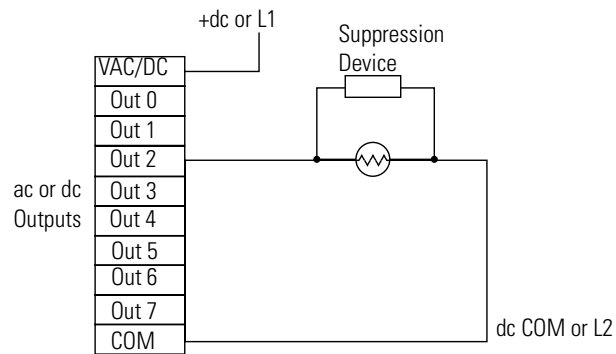 +dc or L1
Suppression
Device
VAC/DC
Out 0
Out 1
Out 2
Out 3
Out 4
Out 5
Out 6
Out 7
COM
ac or dc
Outputs
dc COM or L2